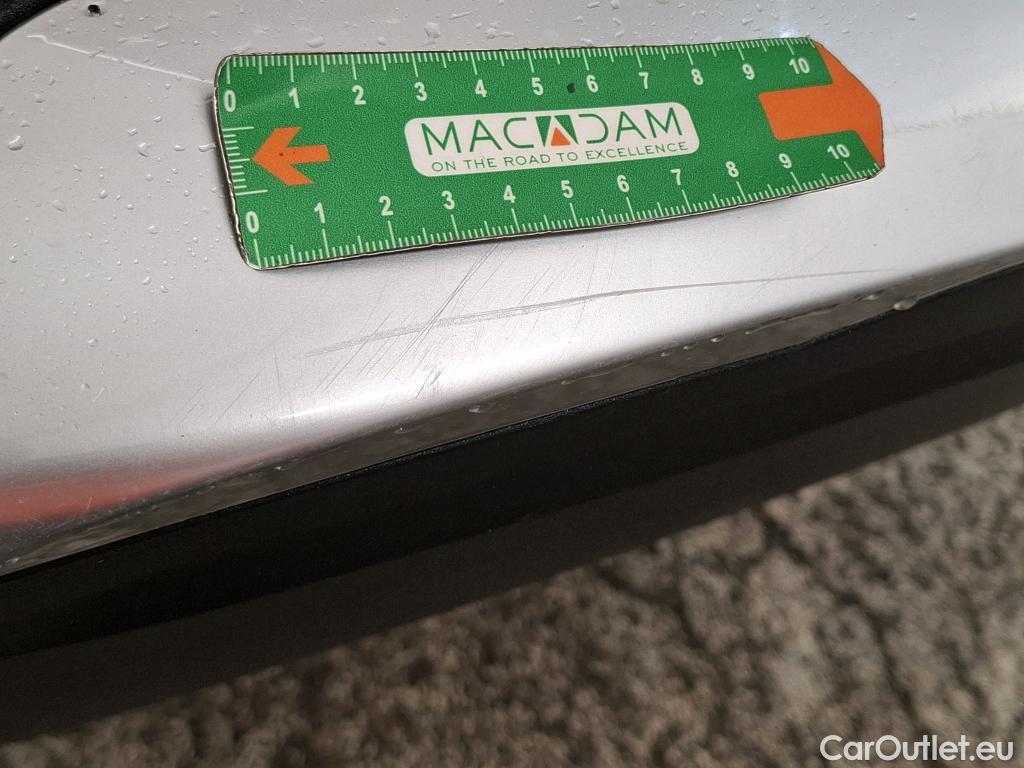 0 1 2 3 4 5 6 7 8 9 10
MACADAM
ON THE ROAD TO EXCELLENCE
0 1 2 3 4 5 6 7 8 9 10
CarOutlet.eu